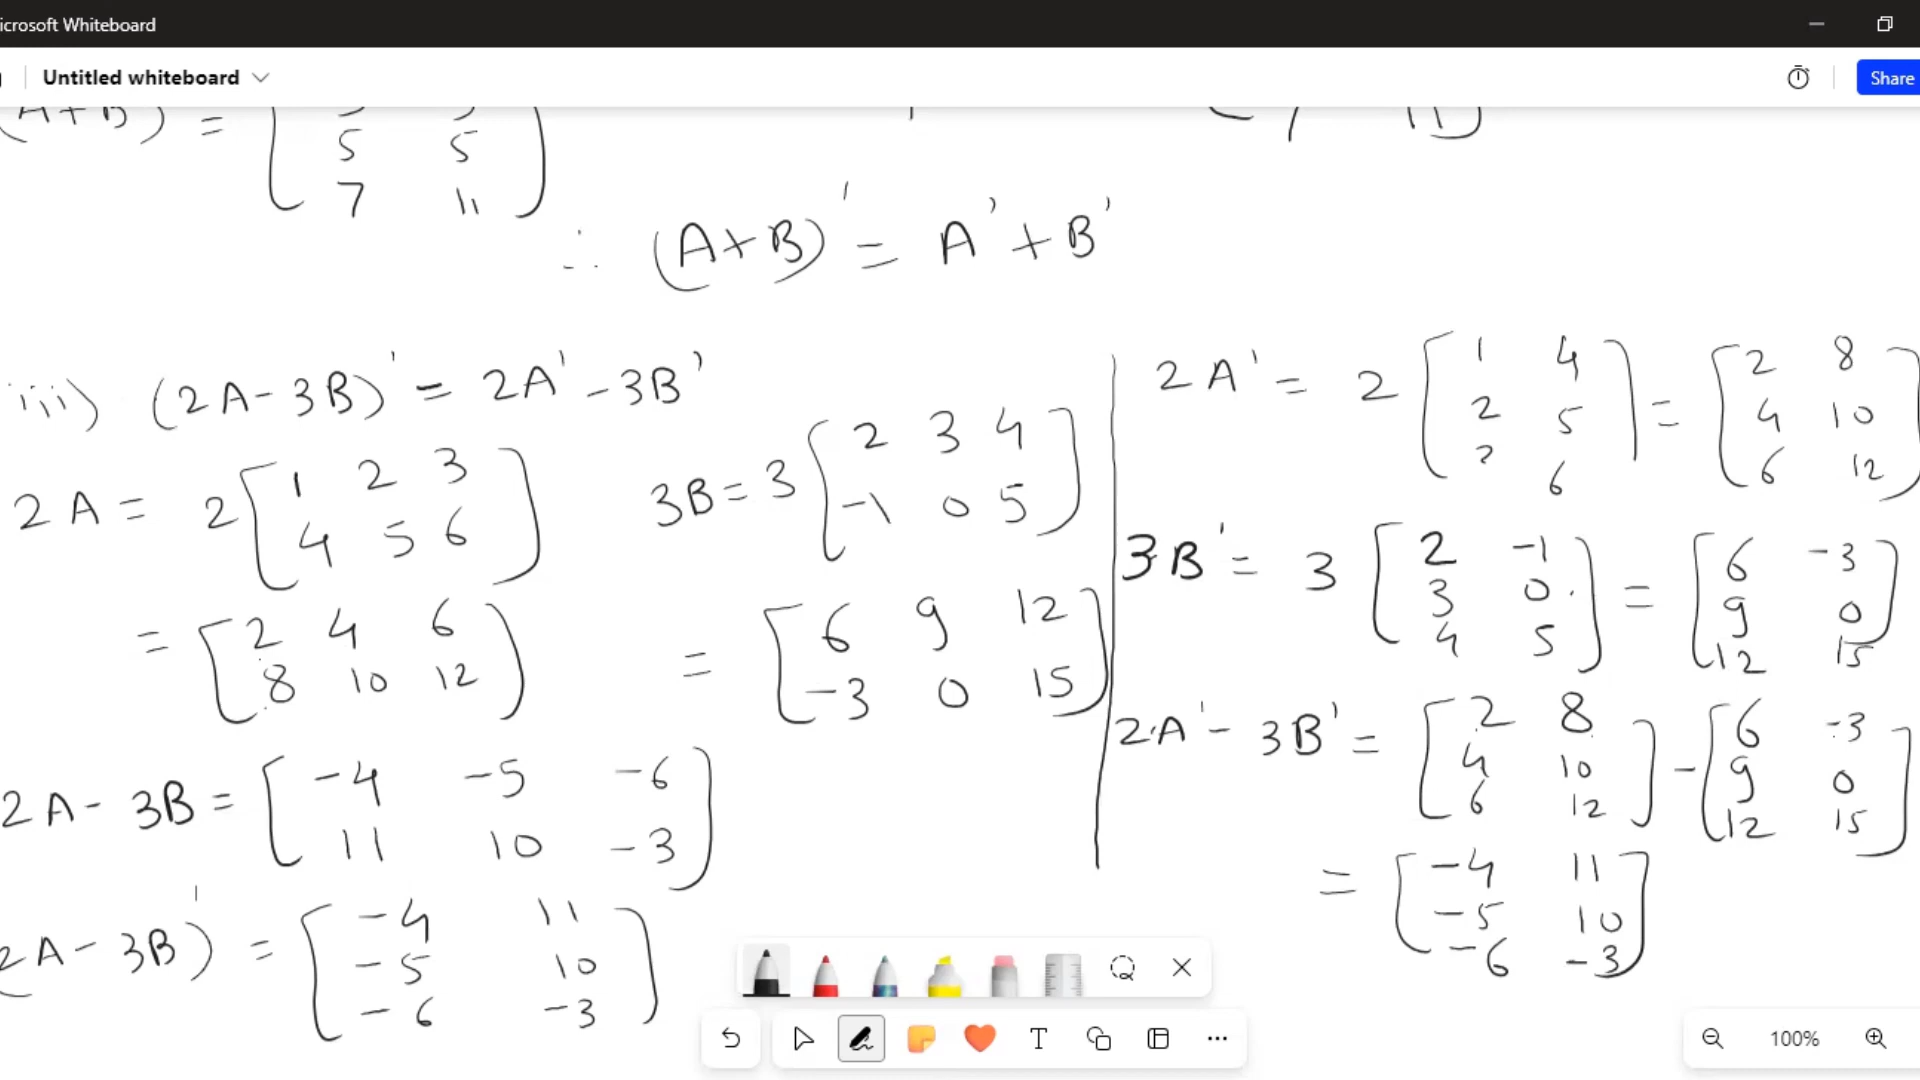 Microsoft Whiteboard
Untitled whiteboard
Share
(A+B) = [
5 5
7 11 ]
∴ (A+B)' = A' + B'
iii) (2A - 3B)' = 2A' - 3B'
2A = 2 [ 1 2 3
4 5 6 ]
= [ 2 4 6
8 10 12 ]
3B = 3 [ 2 3 4
-1 0 5 ]
= [ 6 9 12
-3 0 15 ]
2A - 3B = [ -4 -5 -6
11 10 -3 ]
(2A - 3B)' = [ -4 11
-5 10
-6 -3 ]
2A' = 2 [ 1 4
2 5
6 ] = [ 2 8
4 10
6 12 ]
3B' = 3 [ 2 -1
3 0
4 5 ] = [ 6 -3
9 0
12 15 ]
2A' - 3B' = [ 2 8
4 10
6 12 ] - [ 6 -3
9 0
12 15 ]
= [ -4 11
-5 10
-6 -3 ]
T
100%